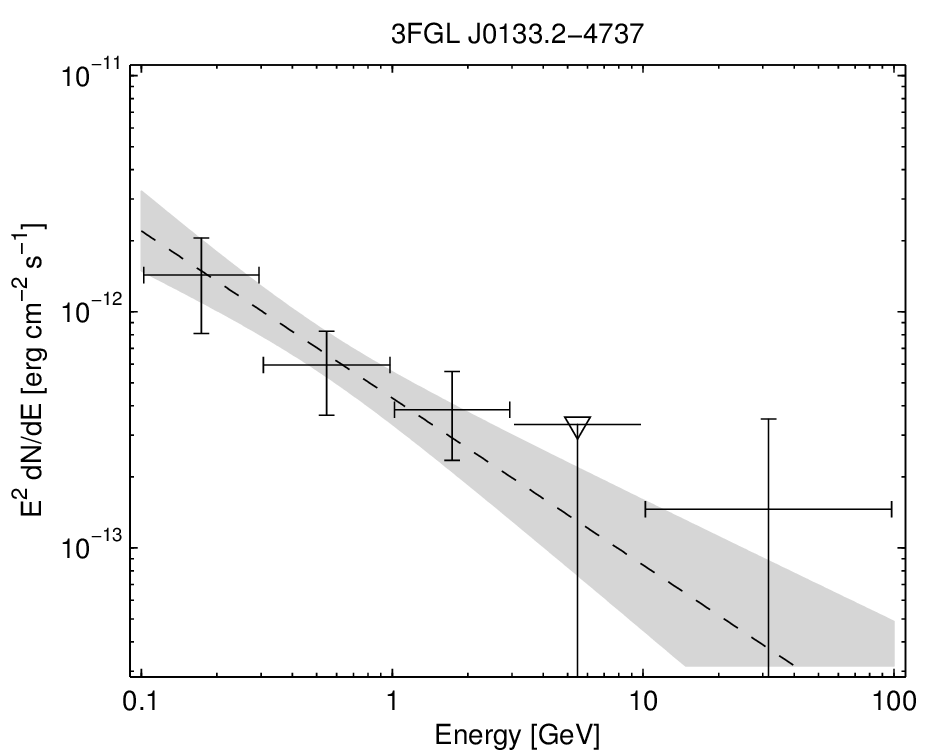 3FGL J0133.2−4737
10⁻¹¹
10⁻¹²
10⁻¹³
E² dN/dE [erg cm⁻² s⁻¹]
0.1 1 10 100
Energy [GeV]